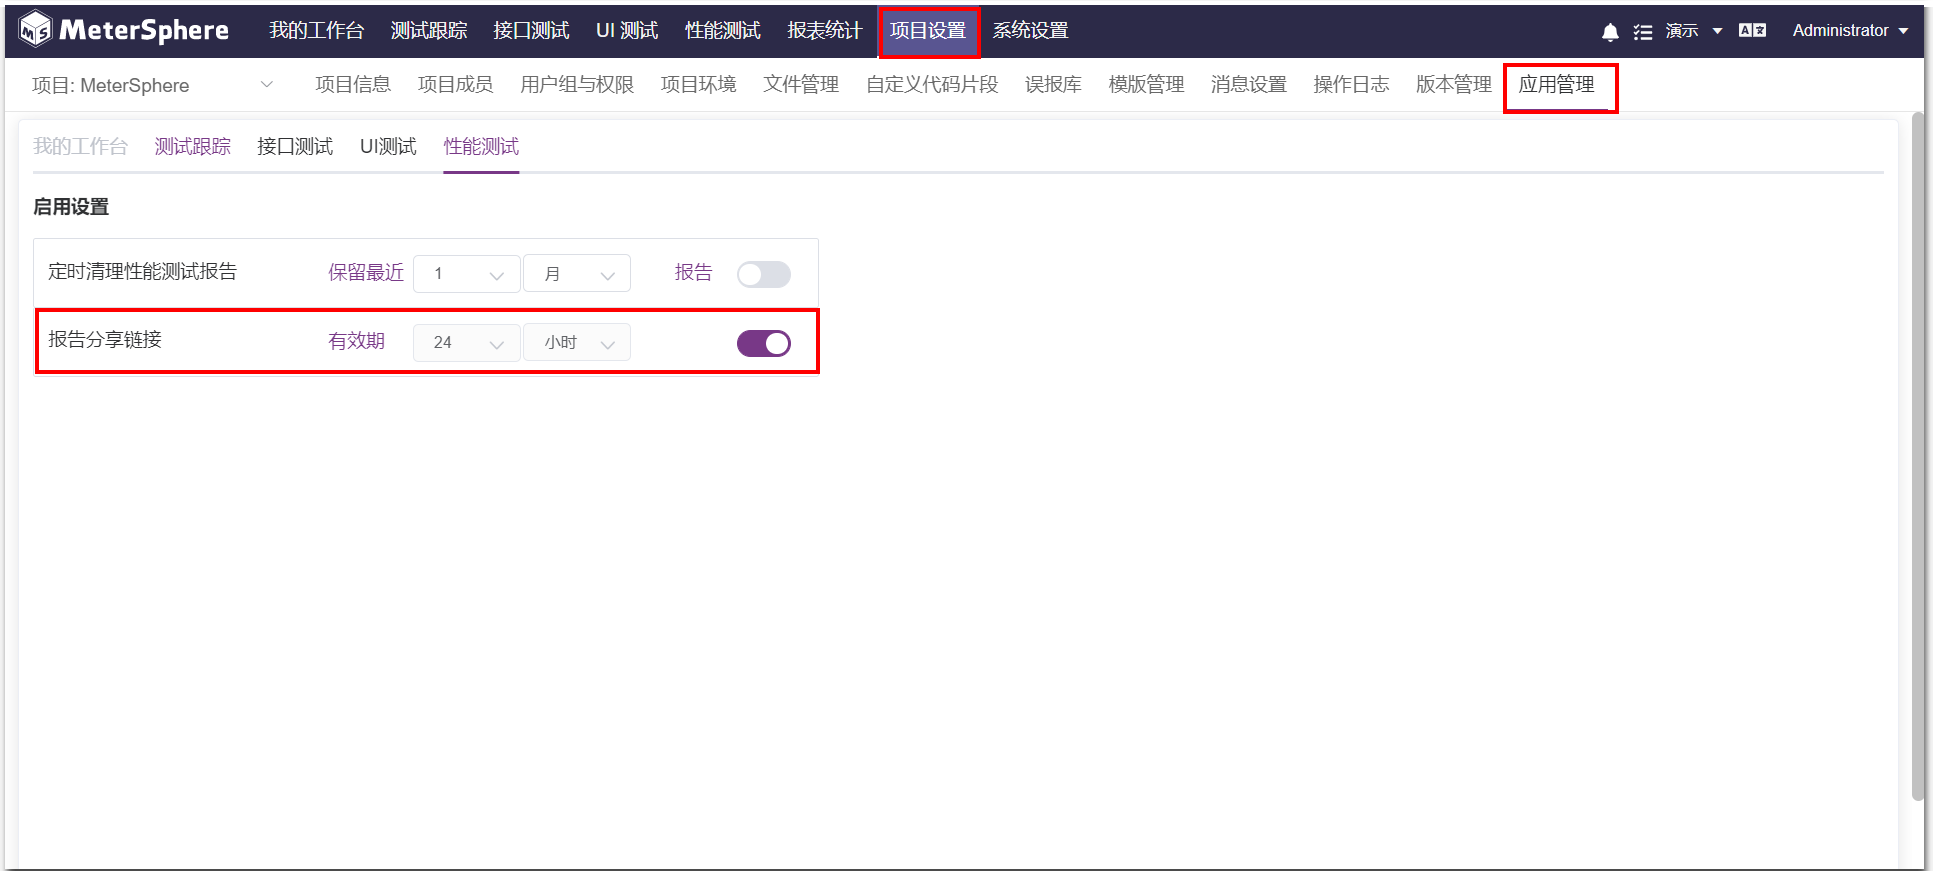 MeterSphere 我的工作台 测试跟踪 接口测试 UI 测试 性能测试 报表统计 项目设置 系统设置 演示 Administrator
项目: MeterSphere 项目信息 项目成员 用户组与权限 项目环境 文件管理 自定义代码片段 误报库 模版管理 消息设置 操作日志 版本管理 应用管理
我的工作台 测试跟踪 接口测试 UI测试 性能测试
启用设置
定时清理性能测试报告 保留最近 1 月 报告
报告分享链接 有效期 24 小时